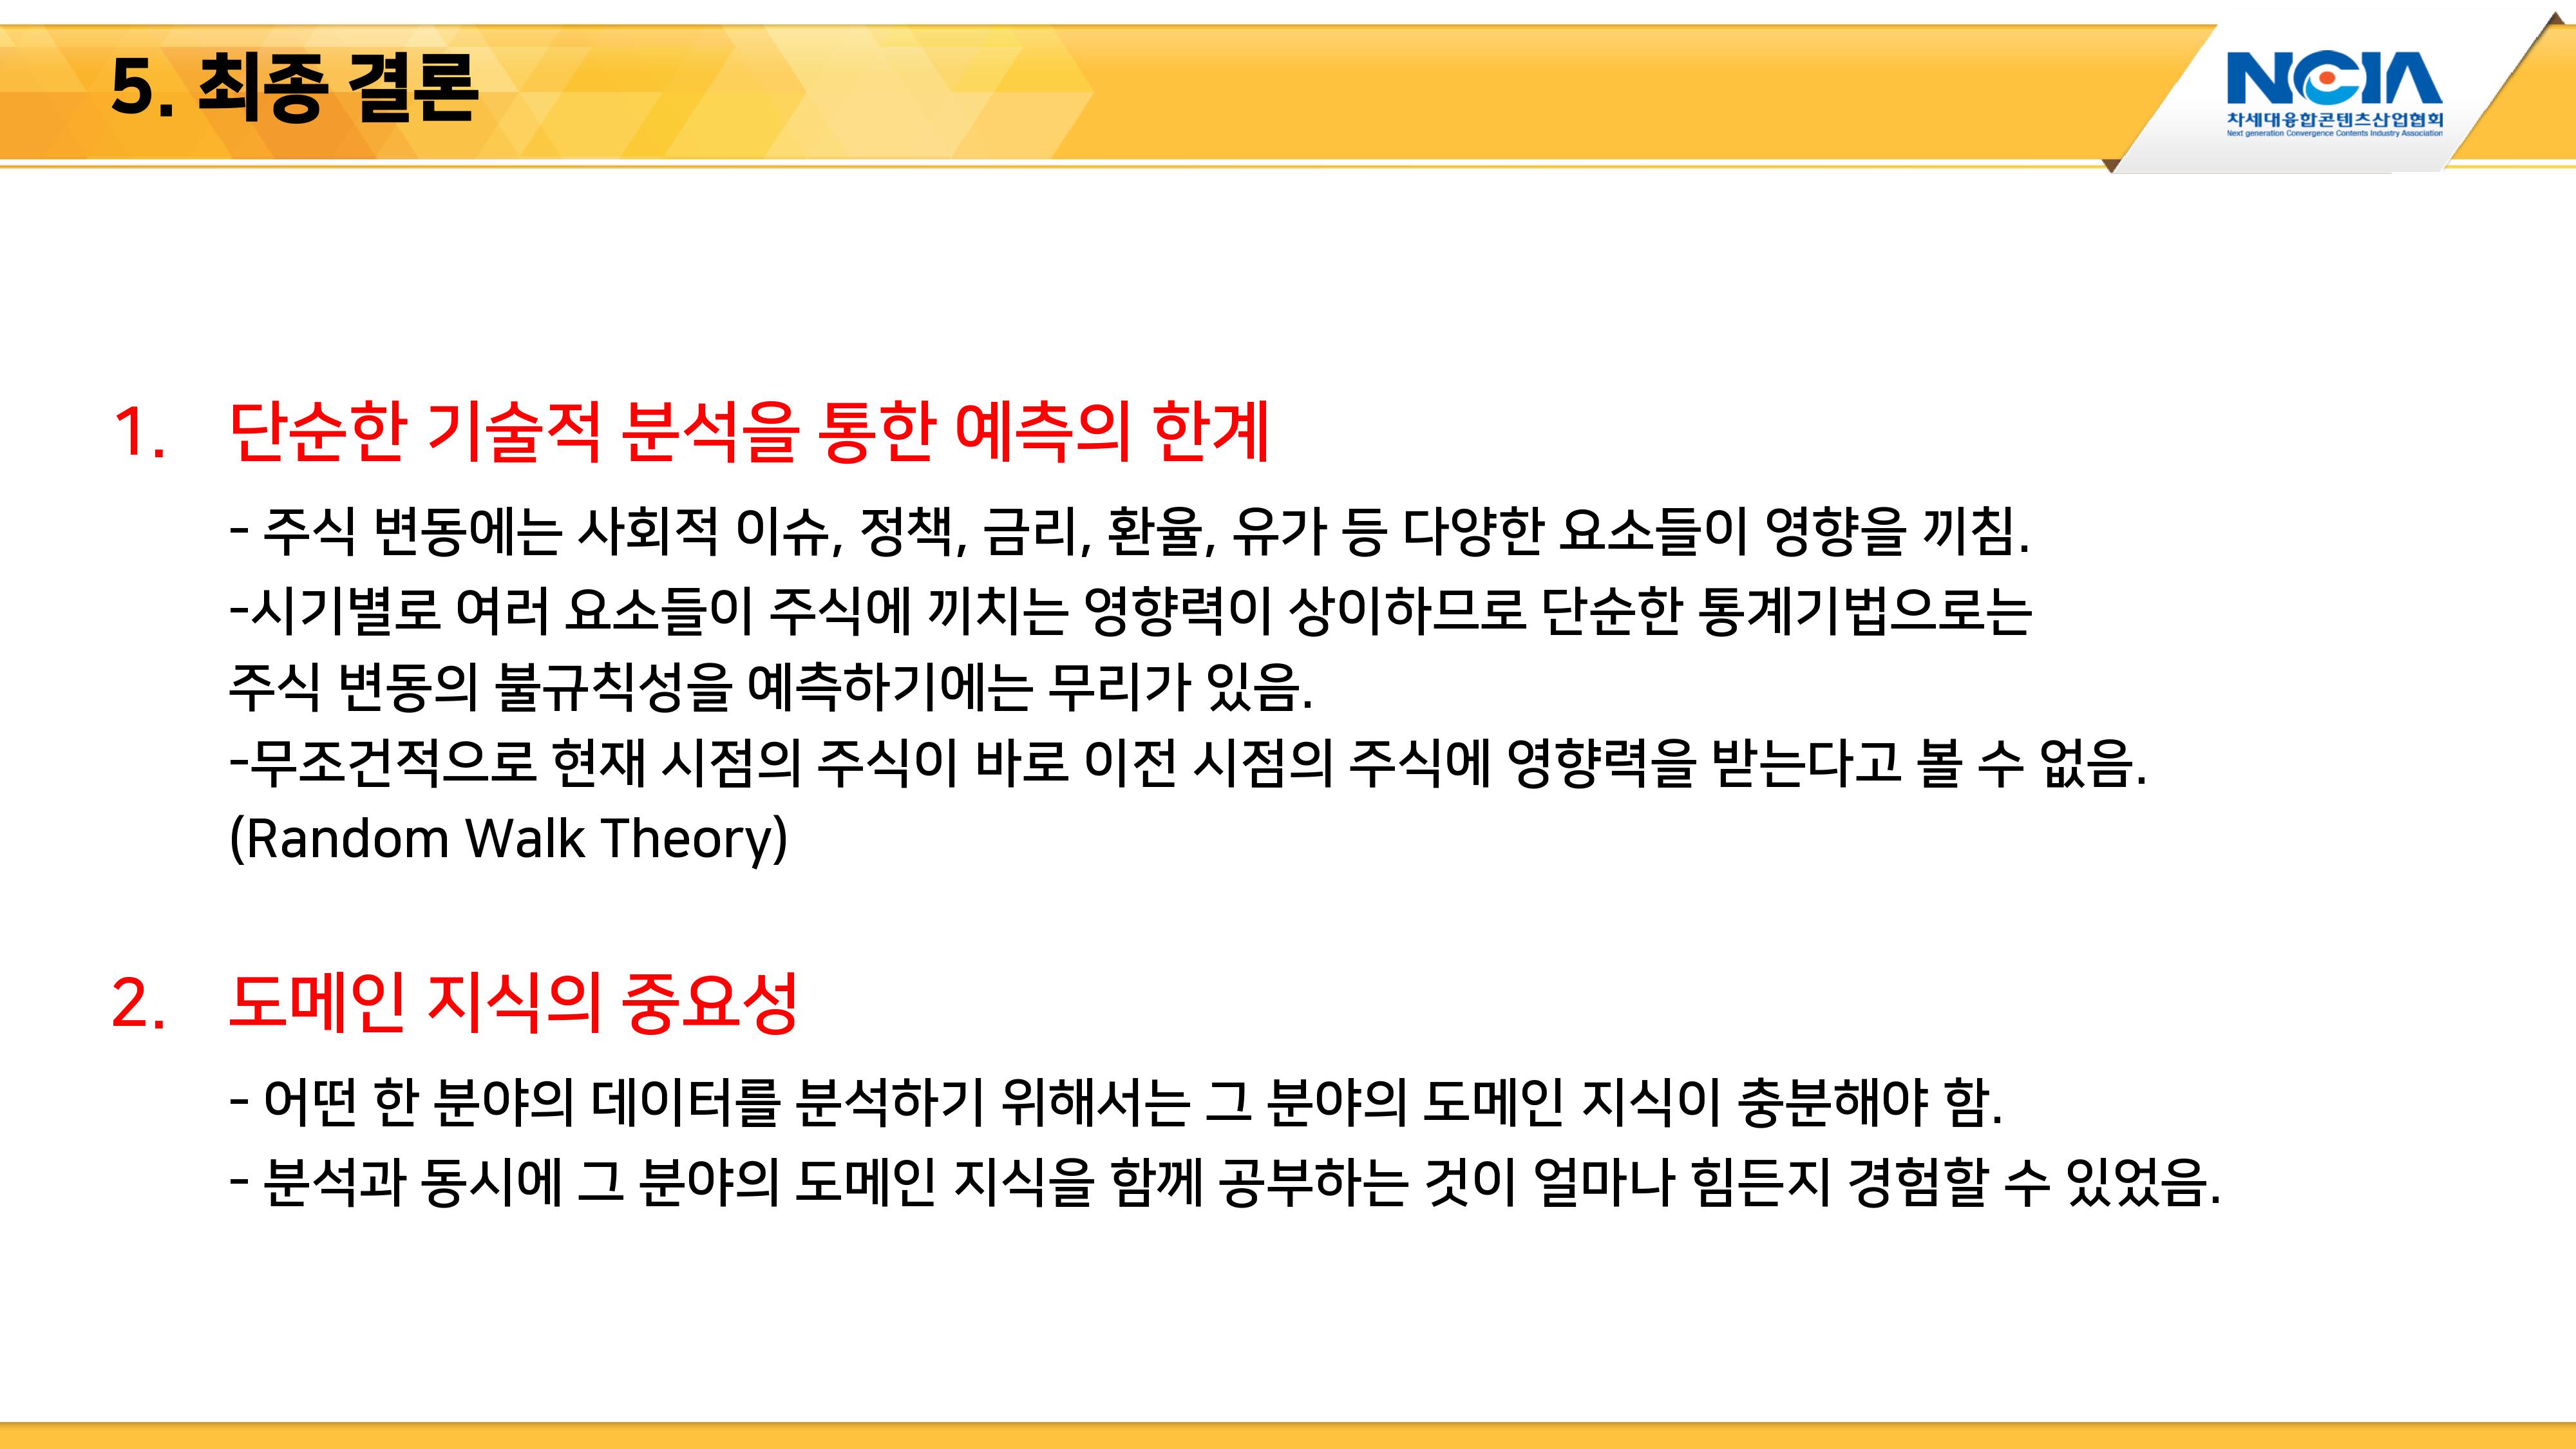 5. 최종 결론
NCIA
차세대융합콘텐츠산업협회
Next generation Convergence Contents Industry Association
1. 단순한 기술적 분석을 통한 예측의 한계
- 주식 변동에는 사회적 이슈, 정책, 금리, 환율, 유가 등 다양한 요소들이 영향을 끼침.
-시기별로 여러 요소들이 주식에 끼치는 영향력이 상이하므로 단순한 통계기법으로는
주식 변동의 불규칙성을 예측하기에는 무리가 있음.
-무조건적으로 현재 시점의 주식이 바로 이전 시점의 주식에 영향력을 받는다고 볼 수 없음.
(Random Walk Theory)
2. 도메인 지식의 중요성
- 어떤 한 분야의 데이터를 분석하기 위해서는 그 분야의 도메인 지식이 충분해야 함.
- 분석과 동시에 그 분야의 도메인 지식을 함께 공부하는 것이 얼마나 힘든지 경험할 수 있었음.